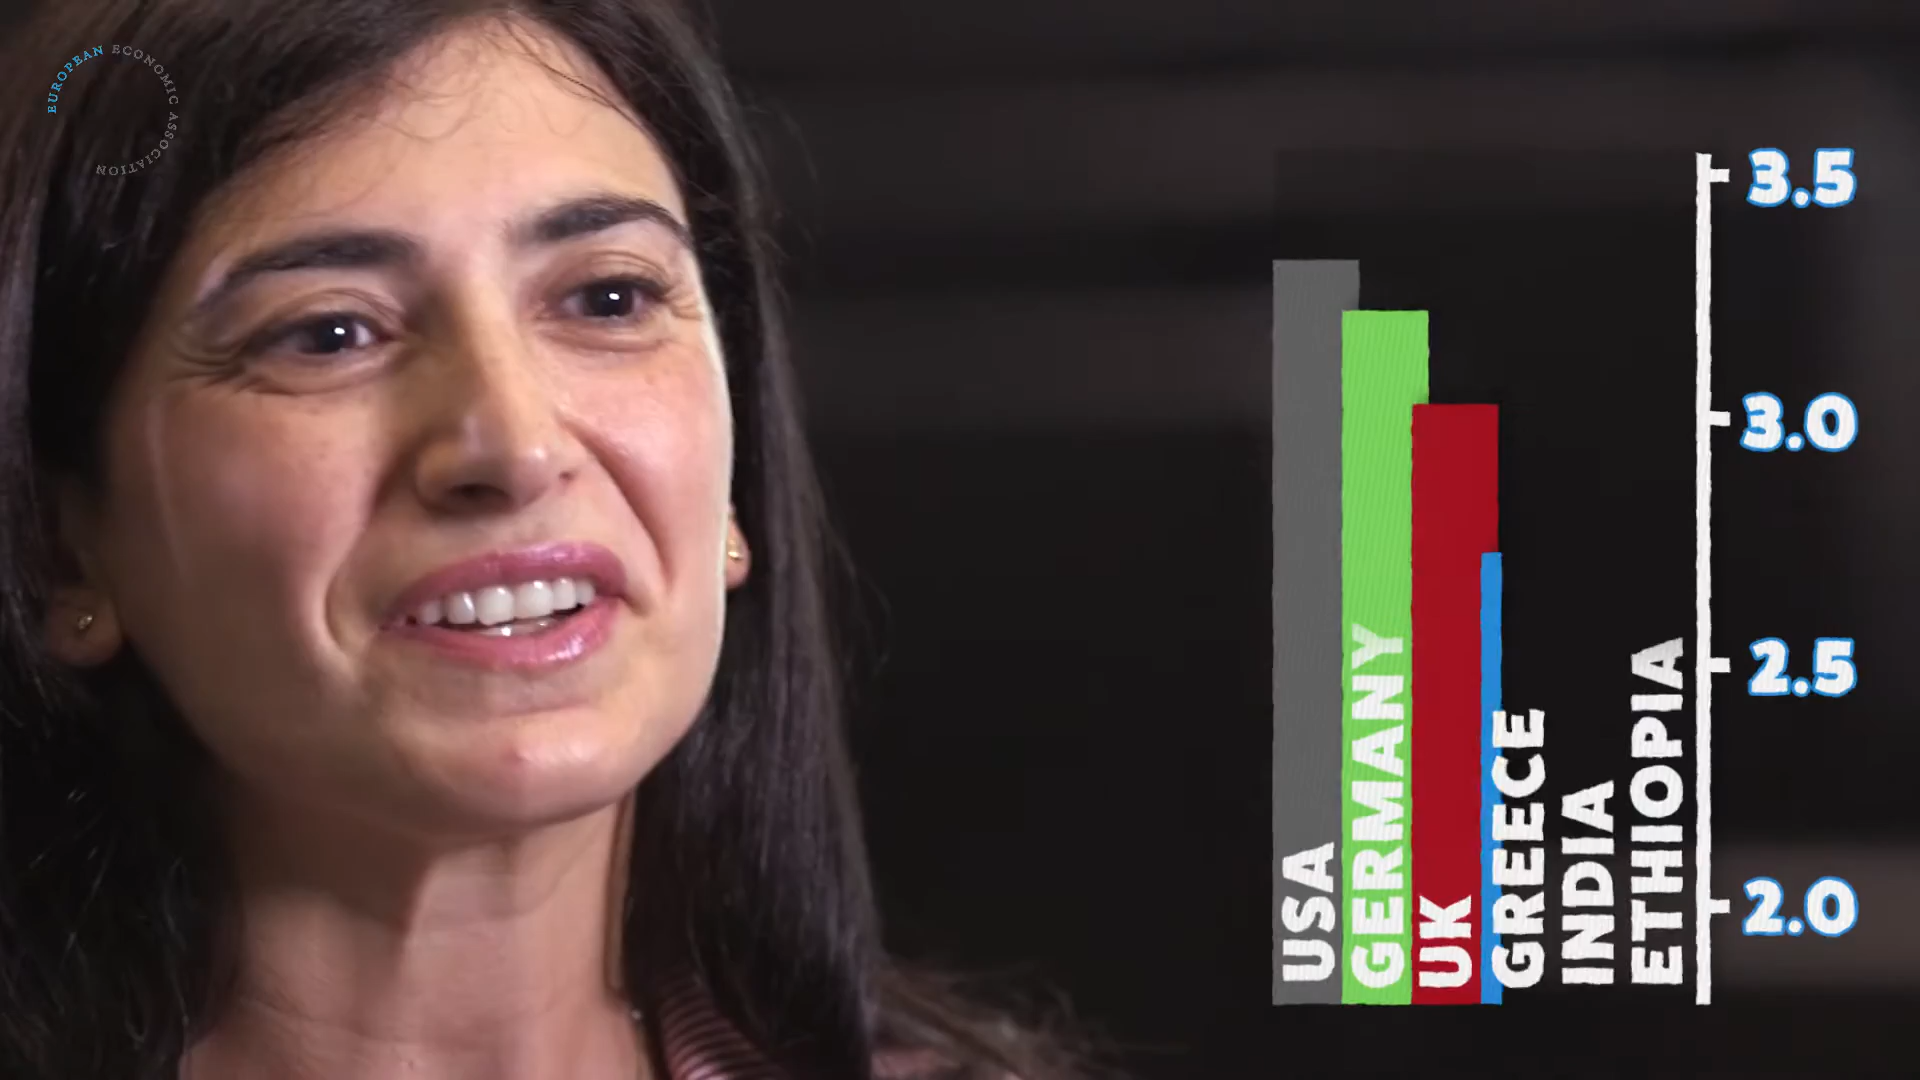 EUROPEAN ECONOMIC ASSOCIATION
3.5
3.0
2.5
2.0
USA
GERMANY
UK
GREECE
INDIA
ETHIOPIA